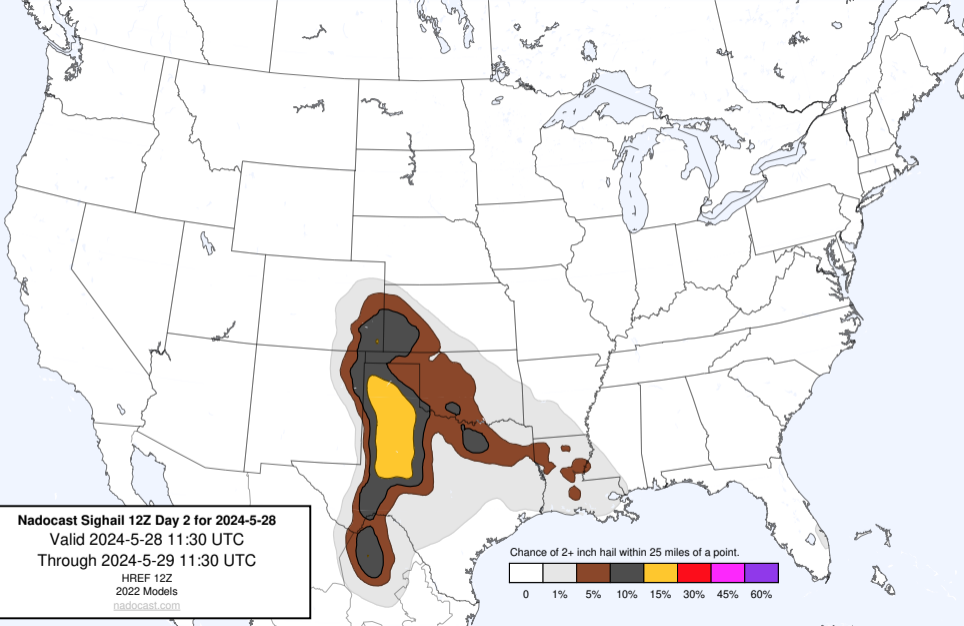 Nadocast Sighail 12Z Day 2 for 2024-5-28
Valid 2024-5-28 11:30 UTC
Through 2024-5-29 11:30 UTC
HREF 12Z
2022 Models
nadocast.com
Chance of 2+ inch hail within 25 miles of a point.
0 1% 5% 10% 15% 30% 45% 60%